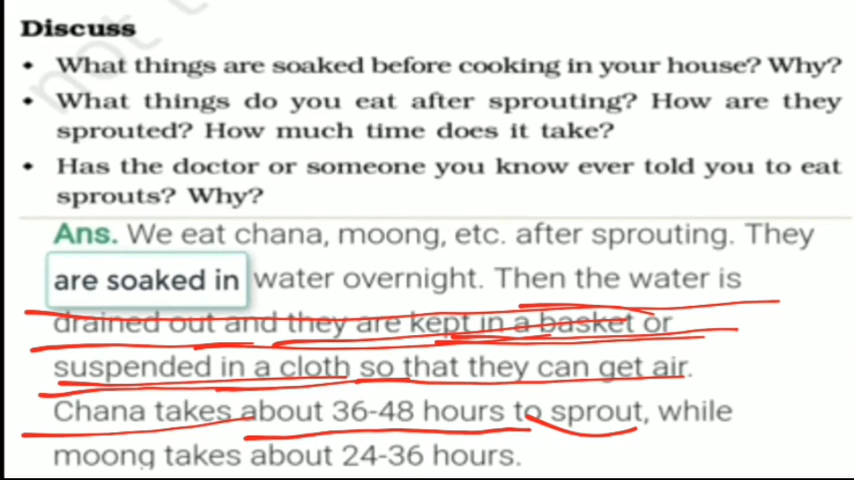 Discuss
• What things are soaked before cooking in your house? Why?
• What things do you eat after sprouting? How are they
sprouted? How much time does it take?
• Has the doctor or someone you know ever told you to eat
sprouts? Why?
Ans. We eat chana, moong, etc. after sprouting. They
are soaked in water overnight. Then the water is
drained out and they are kept in a basket or
suspended in a cloth so that they can get air.
Chana takes about 36-48 hours to sprout, while
moong takes about 24-36 hours.